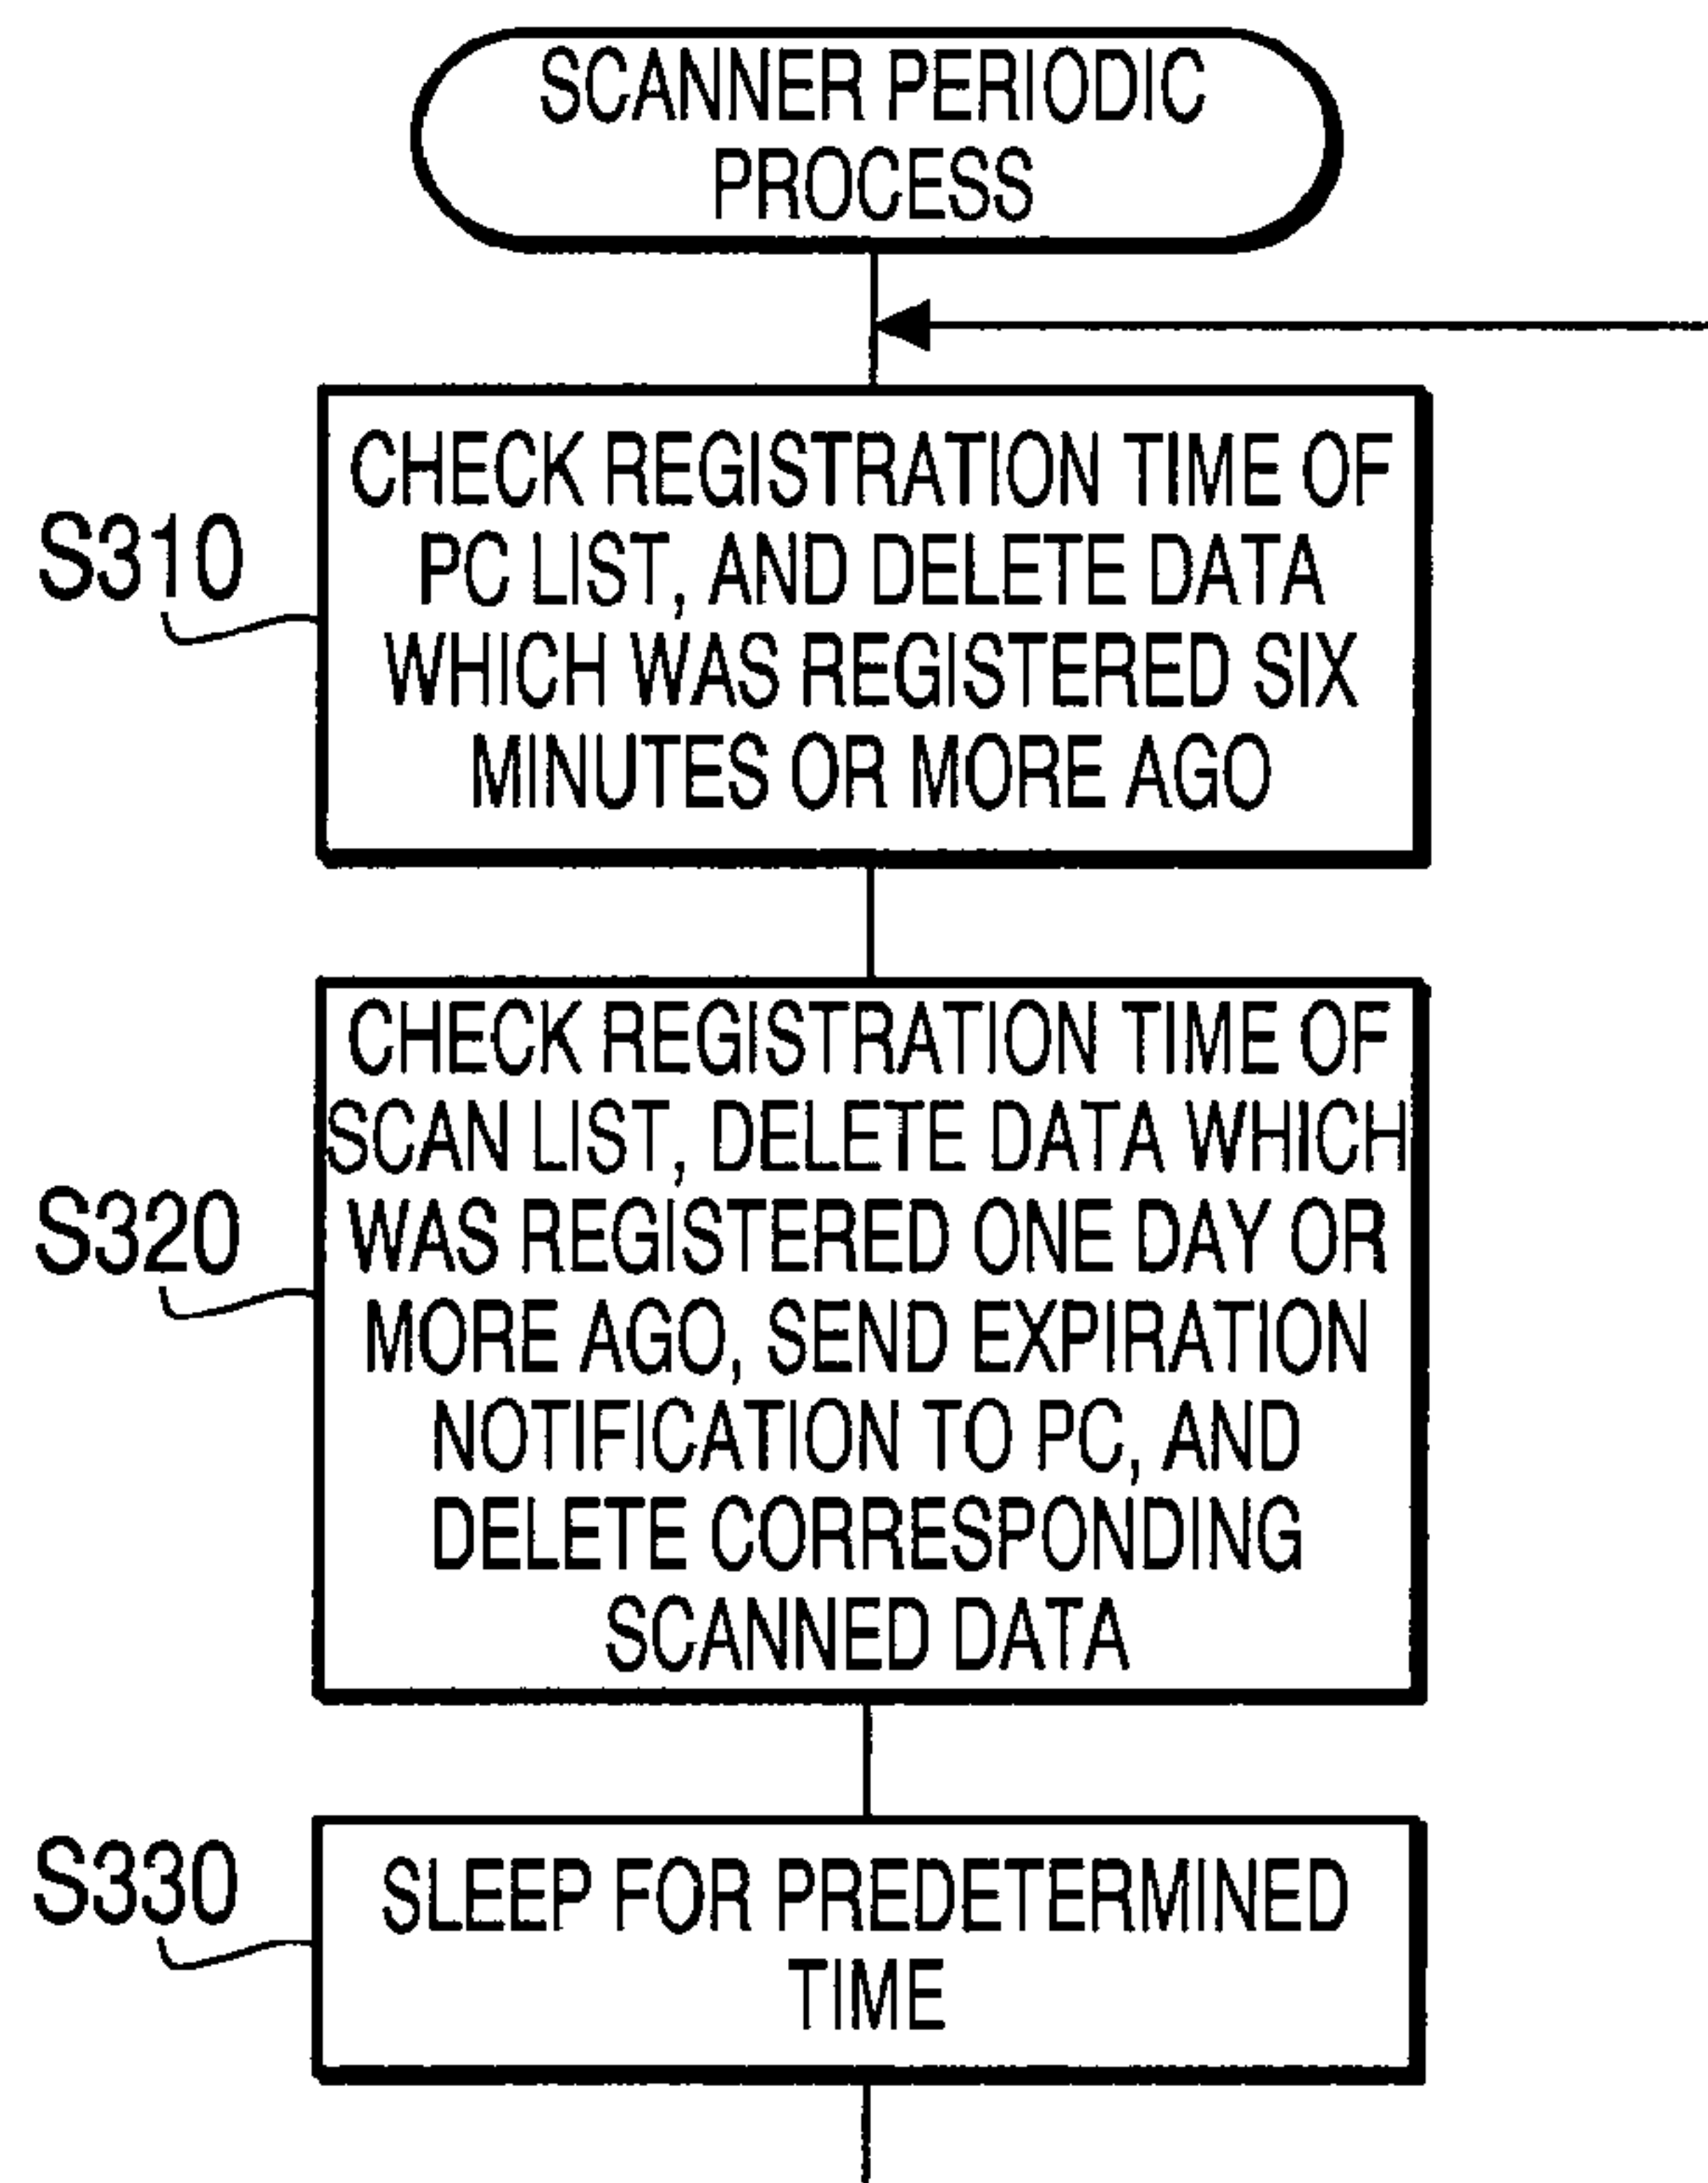 SCANNER PERIODIC
PROCESS
S310
CHECK REGISTRATION TIME OF
PC LIST, AND DELETE DATA
WHICH WAS REGISTERED SIX
MINUTES OR MORE AGO
S320
CHECK REGISTRATION TIME OF
SCAN LIST, DELETE DATA WHICH
WAS REGISTERED ONE DAY OR
MORE AGO, SEND EXPIRATION
NOTIFICATION TO PC, AND
DELETE CORRESPONDING
SCANNED DATA
S330
SLEEP FOR PREDETERMINED
TIME